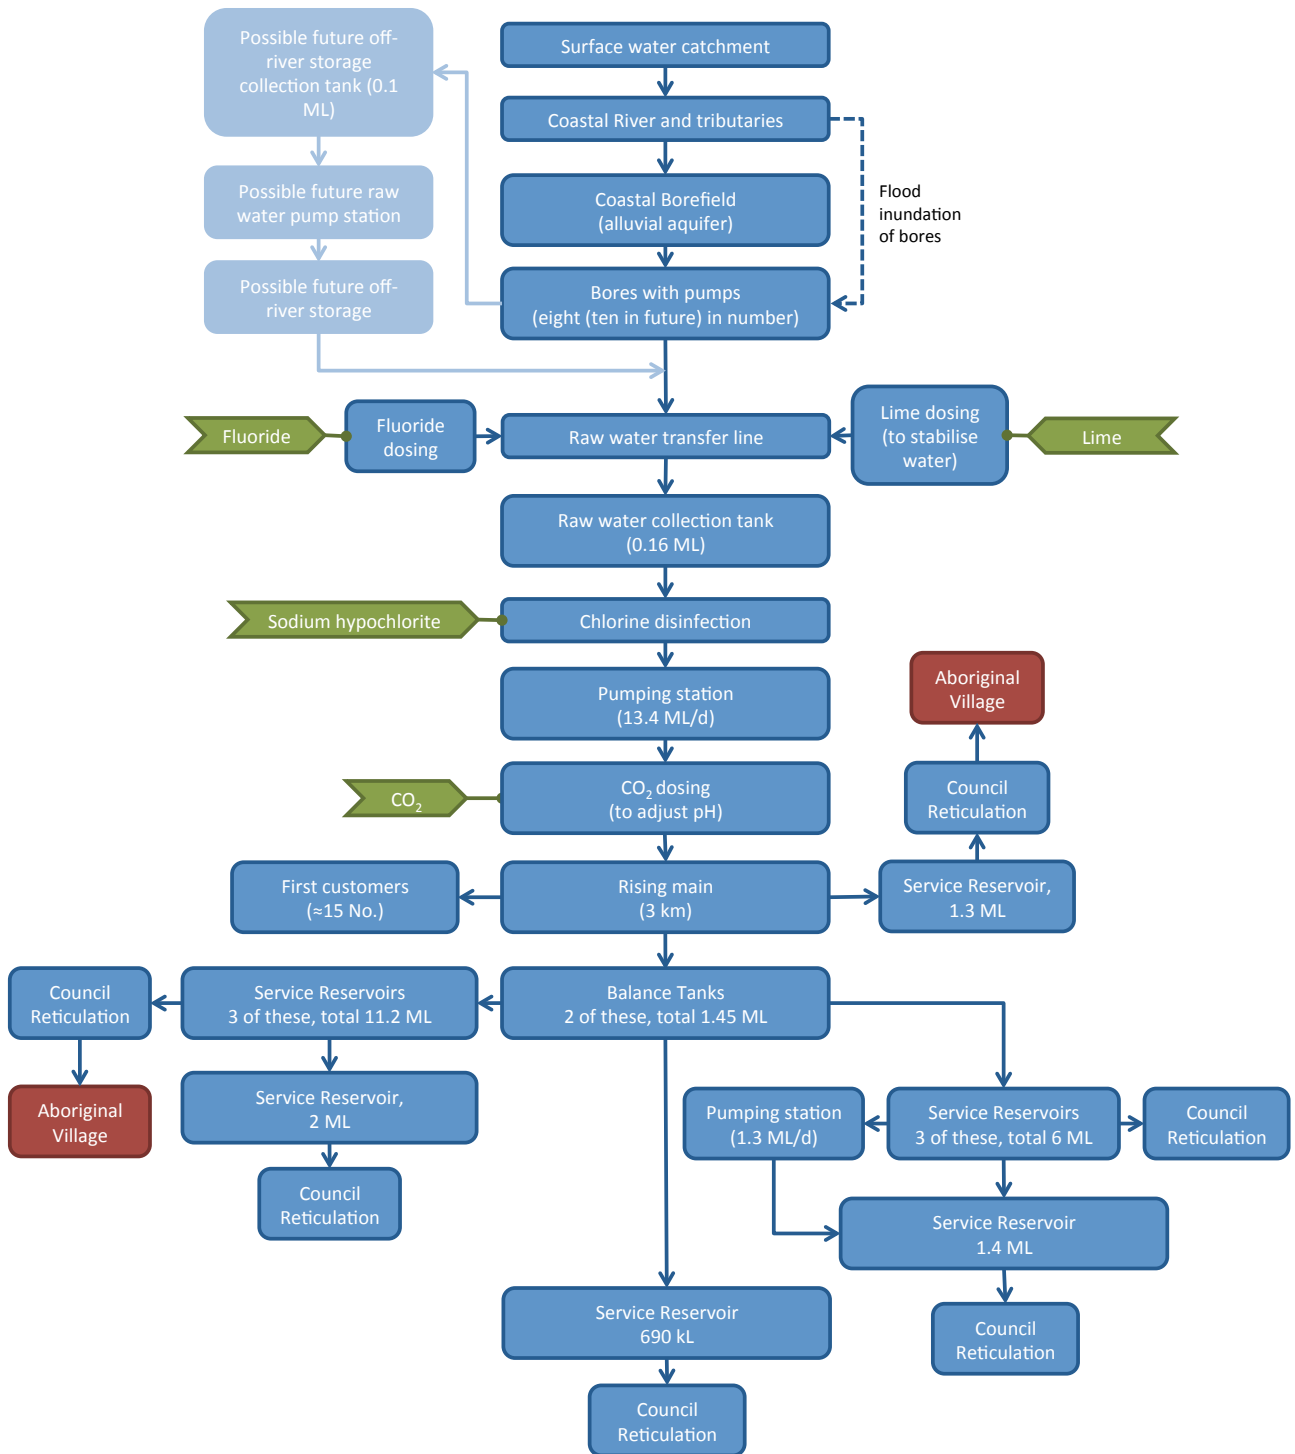 Possible future off-
river storage
collection tank (0.1
ML)
Surface water catchment
Coastal River and tributaries
Possible future raw
water pump station
Coastal Borefield
(alluvial aquifer)
Flood
inundation
of bores
Possible future off-
river storage
Bores with pumps
(eight (ten in future) in number)
Fluoride
Fluoride
dosing
Raw water transfer line
Lime dosing
(to stabilise
water)
Lime
Raw water collection tank
(0.16 ML)
Sodium hypochlorite
Chlorine disinfection
Pumping station
(13.4 ML/d)
Aboriginal
Village
CO2
CO2 dosing
(to adjust pH)
Council
Reticulation
First customers
(≈15 No.)
Rising main
(3 km)
Service Reservoir,
1.3 ML
Council
Reticulation
Service Reservoirs
3 of these, total 11.2 ML
Balance Tanks
2 of these, total 1.45 ML
Aboriginal
Village
Service Reservoir,
2 ML
Pumping station
(1.3 ML/d)
Service Reservoirs
3 of these, total 6 ML
Council
Reticulation
Council
Reticulation
Service Reservoir
1.4 ML
Service Reservoir
690 kL
Council
Reticulation
Council
Reticulation